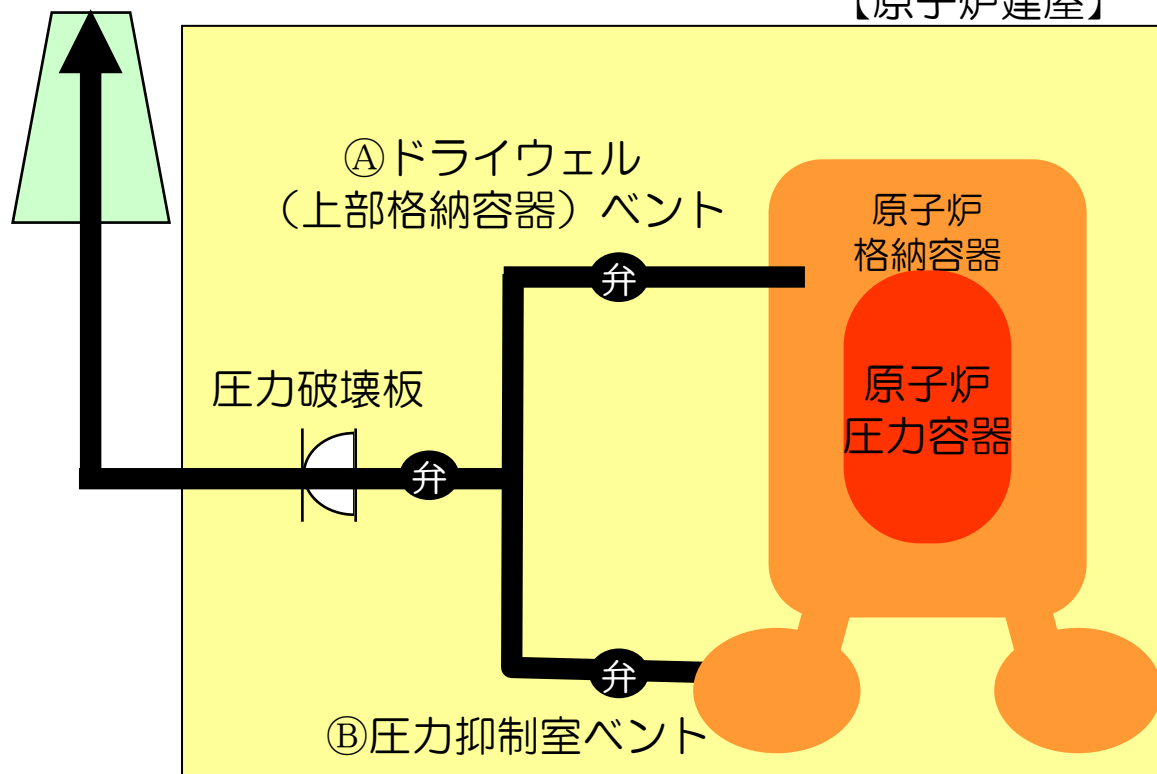 【原子炉建屋】
Ⓐドライウェル
（上部格納容器）ベント
原子炉
格納容器
弁
圧力破壊板
原子炉
圧力容器
弁
弁
Ⓑ圧力抑制室ベント